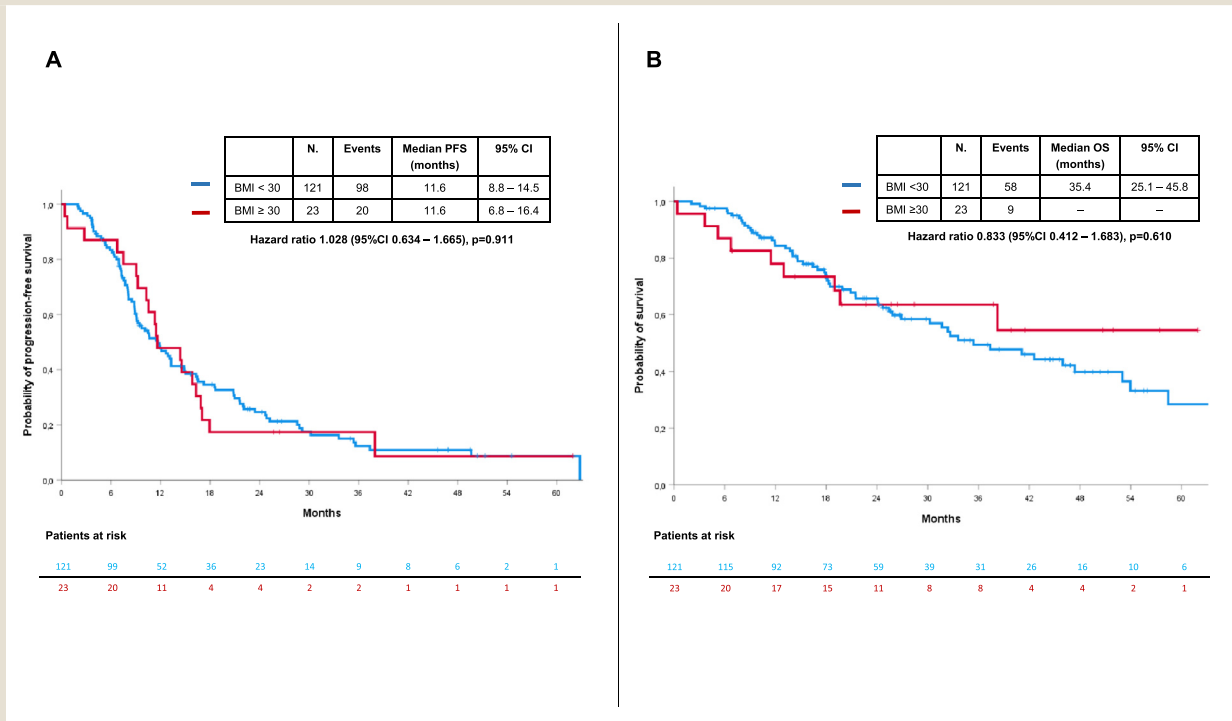 A
N. Events Median PFS (months) 95% CI
BMI < 30 121 98 11.6 8.8 – 14.5
BMI ≥ 30 23 20 11.6 6.8 – 16.4
Hazard ratio 1.028 (95%CI 0.634 – 1.665), p=0.911
Probability of progression-free survival
1,0
0,8
0,6
0,4
0,2
0,0
0 6 12 18 24 30 36 42 48 54 60
Months
Patients at risk
121 99 52 36 23 14 9 8 6 2 1
23 20 11 4 4 2 2 1 1 1 1
B
N. Events Median OS (months) 95% CI
BMI <30 121 58 35.4 25.1 – 45.8
BMI ≥30 23 9 – –
Hazard ratio 0.833 (95%CI 0.412 – 1.683), p=0.610
Probability of survival
1,0
0,8
0,6
0,4
0,2
0,0
0 6 12 18 24 30 36 42 48 54 60
Months
Patients at risk
121 115 92 73 59 39 31 26 16 10 6
23 20 17 15 11 8 8 4 4 2 1